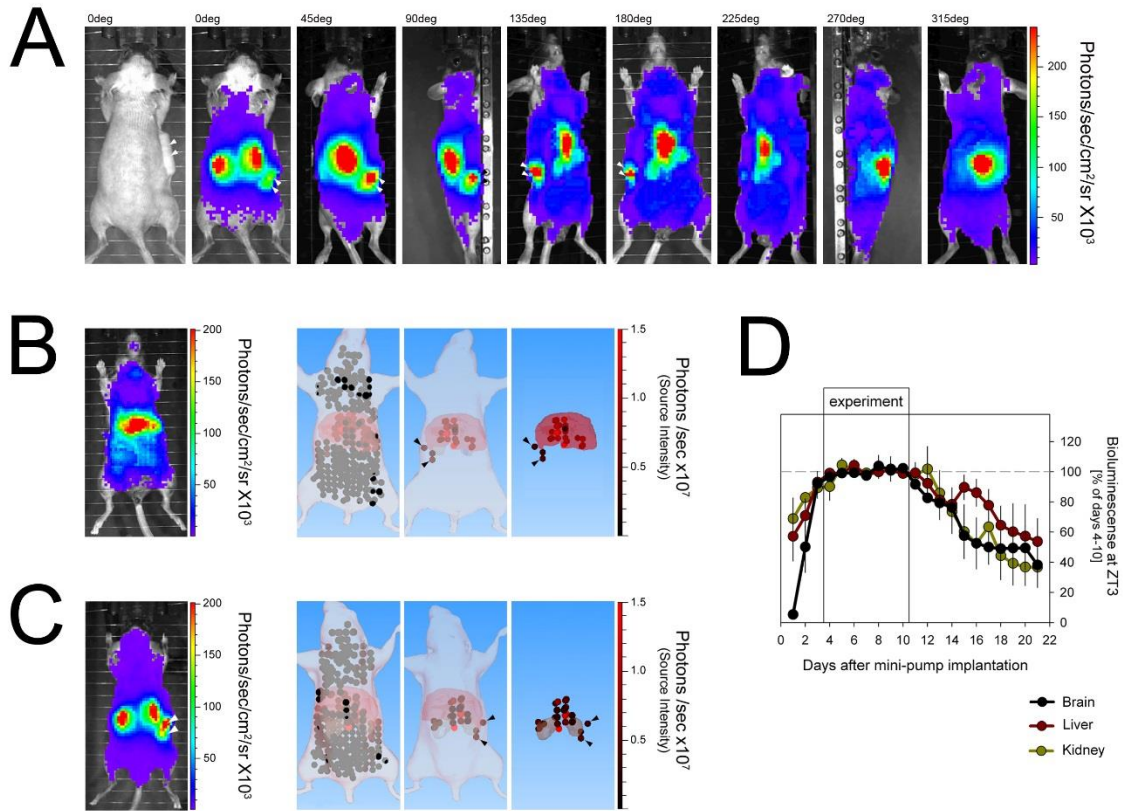 A
0deg
0deg
45deg
90deg
135deg
180deg
225deg
270deg
315deg
200
150
100
50
Photons/sec/cm²/sr X10³
B
200
150
100
50
Photons/sec/cm²/sr X10³
1.5
1.0
0.5
Photons /sec x10⁷
(Source Intensity)
C
200
150
100
50
Photons/sec/cm²/sr X10³
1.5
1.0
0.5
Photons /sec x10⁷
(Source Intensity)
D
experiment
120
100
80
60
40
20
0
Bioluminescense at ZT3
[% of days 4-10]
0 2 4 6 8 10 12 14 16 18 20 22
Days after mini-pump implantation
Brain
Liver
Kidney